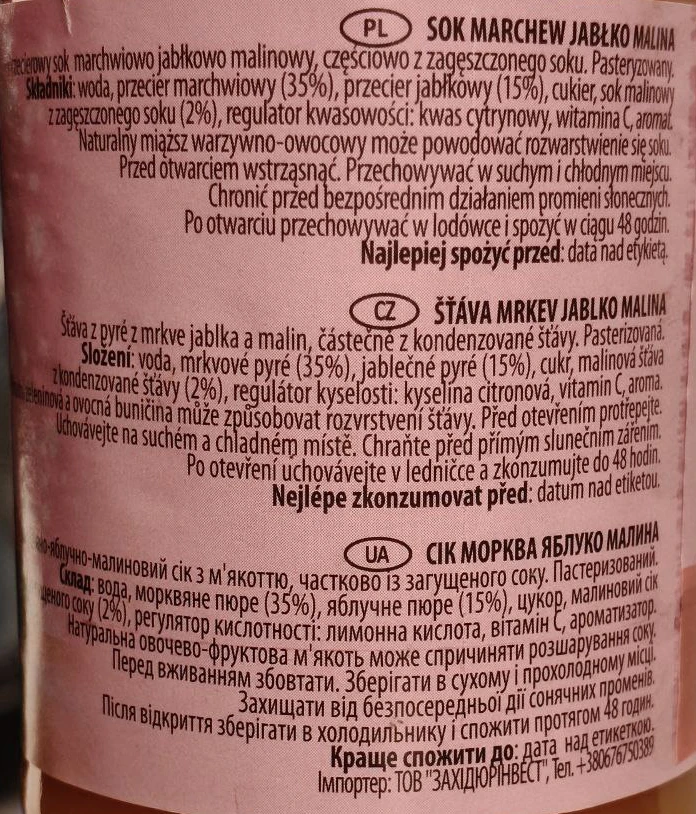 PL SOK MARCHEW JABŁKO MALINA
sok marchwiowo jabłkowo malinowy, częściowo z zagęszczonego soku. Pasteryzowany.
Składniki: woda, przecier marchwiowy (35%), przecier jabłkowy (15%), cukier, sok malinowy
z zagęszczonego soku (2%), regulator kwasowości: kwas cytrynowy, witamina C, aromat.
Naturalny miąższ warzywno-owocowy może powodować rozwarstwienie się soku.
Przed otwarciem wstrząsnąć. Przechowywać w suchym i chłodnym miejscu.
Chronić przed bezpośrednim działaniem promieni słonecznych.
Po otwarciu przechowywać w lodówce i spożyć w ciągu 48 godzin.
Najlepiej spożyć przed: data nad etykietą.
CZ ŠŤÁVA MRKEV JABLKO MALINA
Šťáva z pyré z mrkve jablka a malin, částečně z kondenzované šťávy. Pasterizovaná.
Složení: voda, mrkvové pyré (35%), jablečné pyré (15%), cukr, malinová šťáva
z kondenzované šťávy (2%), regulátor kyselosti: kyselina citronová, vitamín C, aroma.
zeleninová a ovocná buničina může způsobovat rozvrstvení šťávy. Před otevřením protřepejte.
Uchovávejte na suchém a chladném místě. Chraňte před přímým slunečním zářením.
Po otevření uchovávejte v ledničce a zkonzumujte do 48 hodin.
Nejlépe zkonzumovat před: datum nad etiketou.
UA СІК МОРКВА ЯБЛУКО МАЛИНА
яблучно-малиновий сік з м'якоттю, частково із загущеного соку. Пастеризований.
Склад: вода, морквяне пюре (35%), яблучне пюре (15%), цукор, малиновий сік
соку (2%), регулятор кислотності: лимонна кислота, вітамін С, ароматизатор.
Натуральна овочево-фруктова м'якоть може спричиняти розшарування соку.
Перед вживанням збовтати. Зберігати в сухому і прохолодному місці.
Захищати від безпосередньої дії сонячних променів.
Після відкриття зберігати в холодильнику і спожити протягом 48 годин.
Краще спожити до: дата над етикеткою.
Імпортер: ТОВ "ЗАХІДЮРІНВЕСТ", Тел. +380676750389